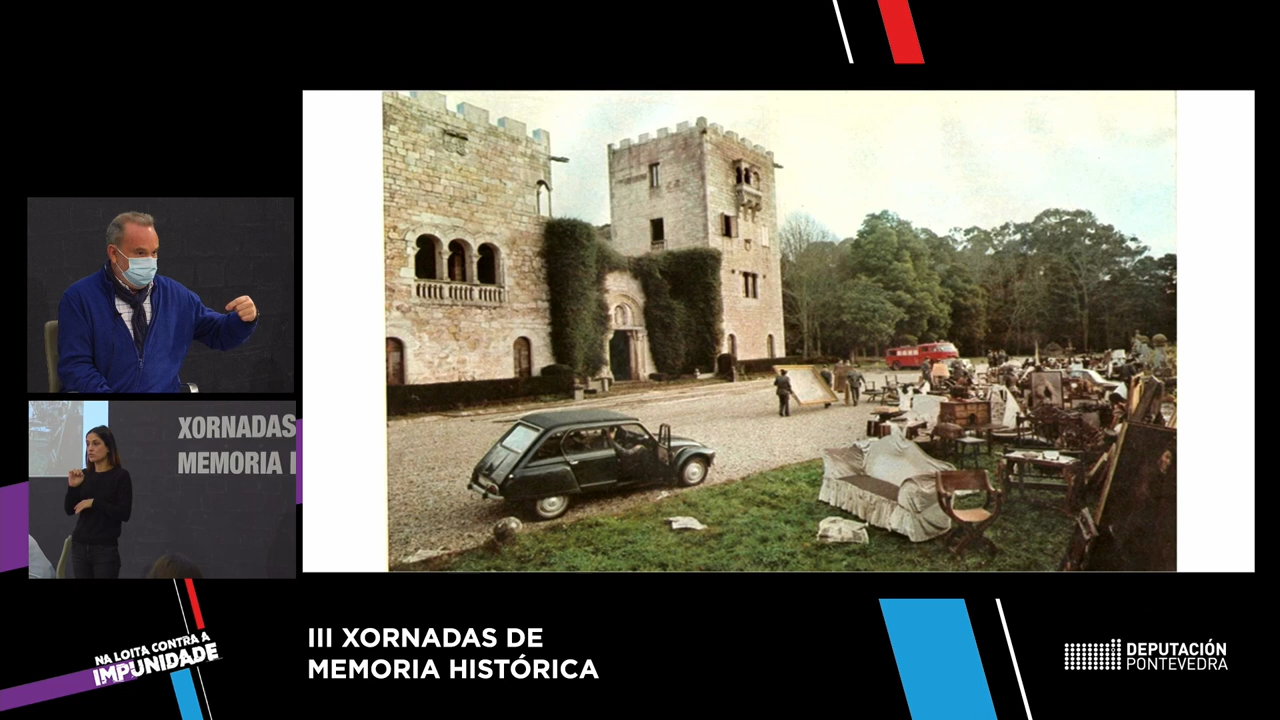 XORNADAS
MEMORIA
NA LOITA CONTRA A
IMPUNIDADE
III XORNADAS DE
MEMORIA HISTÓRICA
DEPUTACIÓN
PONTEVEDRA